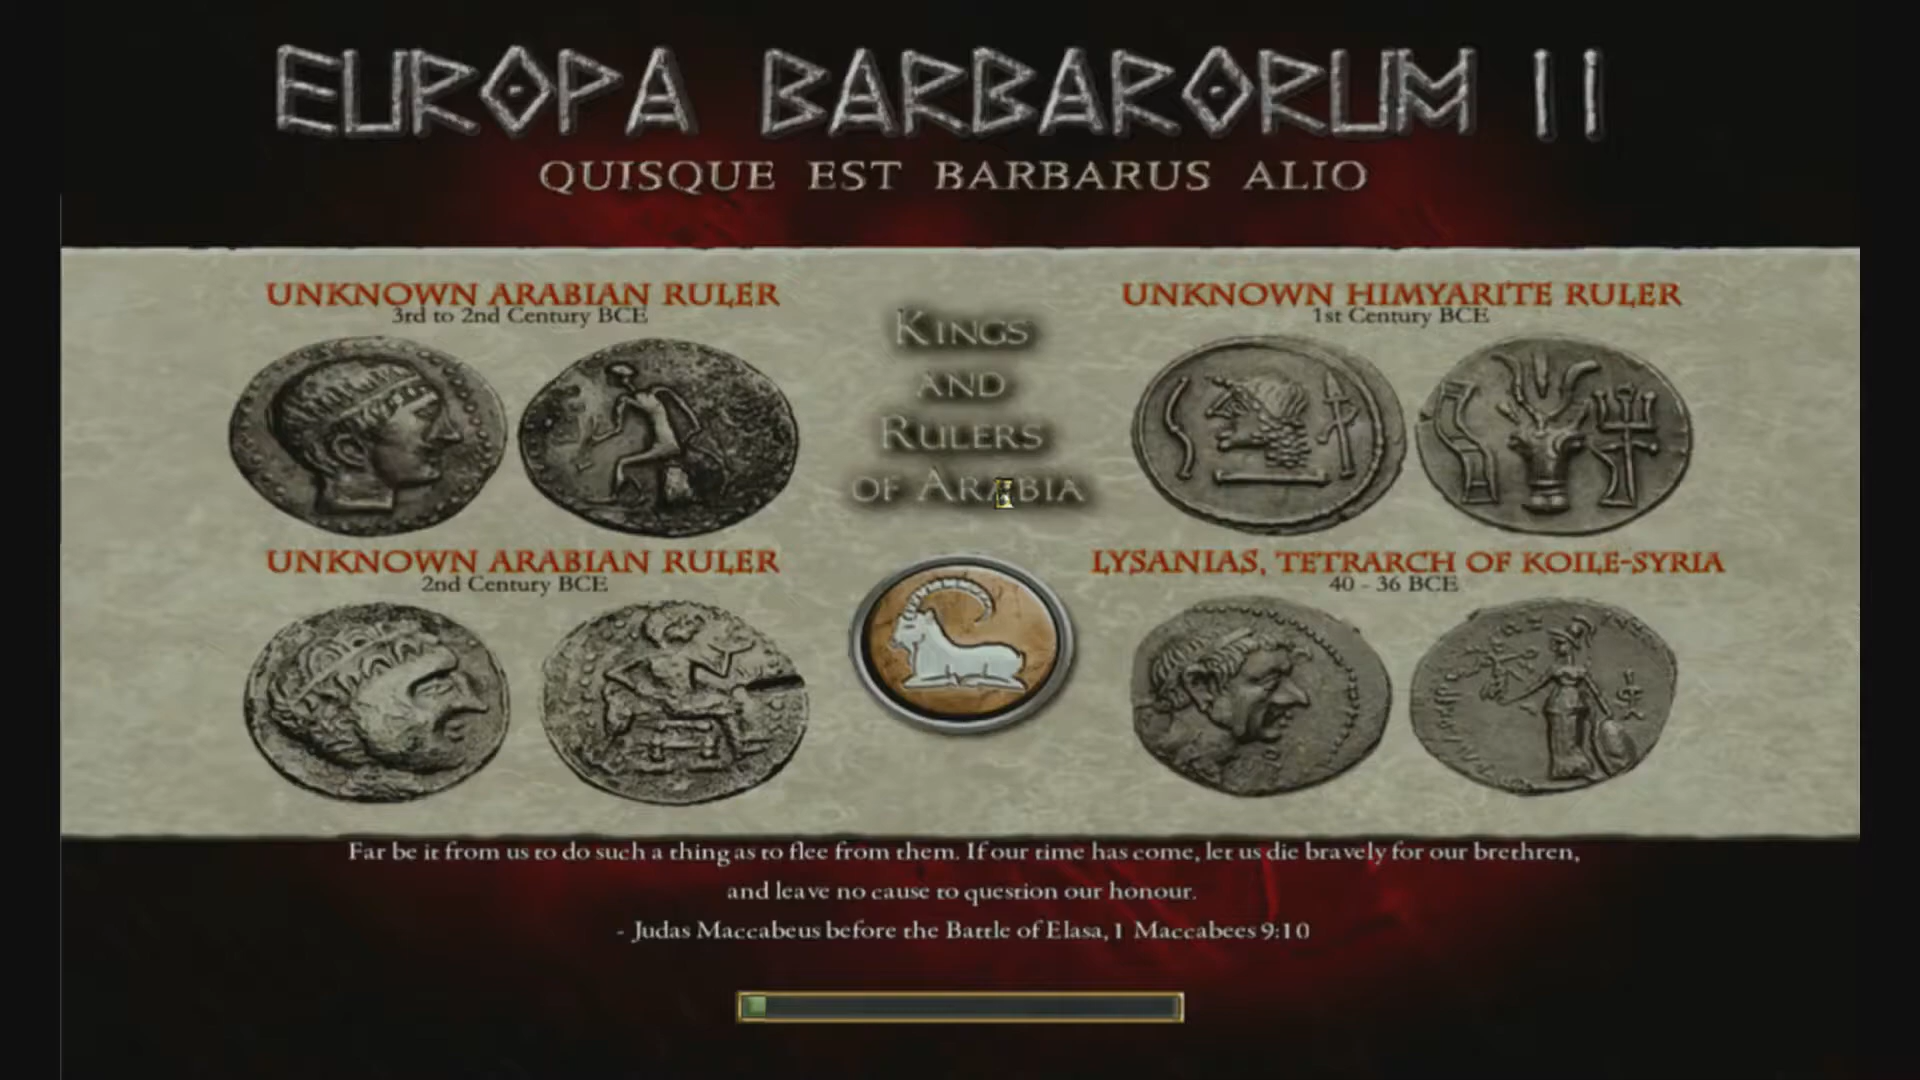 EUROPA BARBARORUM II
QUISQUE EST BARBARUS ALIO
UNKNOWN ARABIAN RULER
3rd to 2nd Century BCE
KINGS
AND
RULERS
OF ARABIA
UNKNOWN HIMYARITE RULER
1st Century BCE
UNKNOWN ARABIAN RULER
2nd Century BCE
LYSANIAS, TETRARCH OF KOILE-SYRIA
40 - 36 BCE
Far be it from us to do such a thing as to flee from them. If our time has come, let us die bravely for our brethren,
and leave no cause to question our honour.
- Judas Maccabeus before the Battle of Elasa, 1 Maccabees 9:10